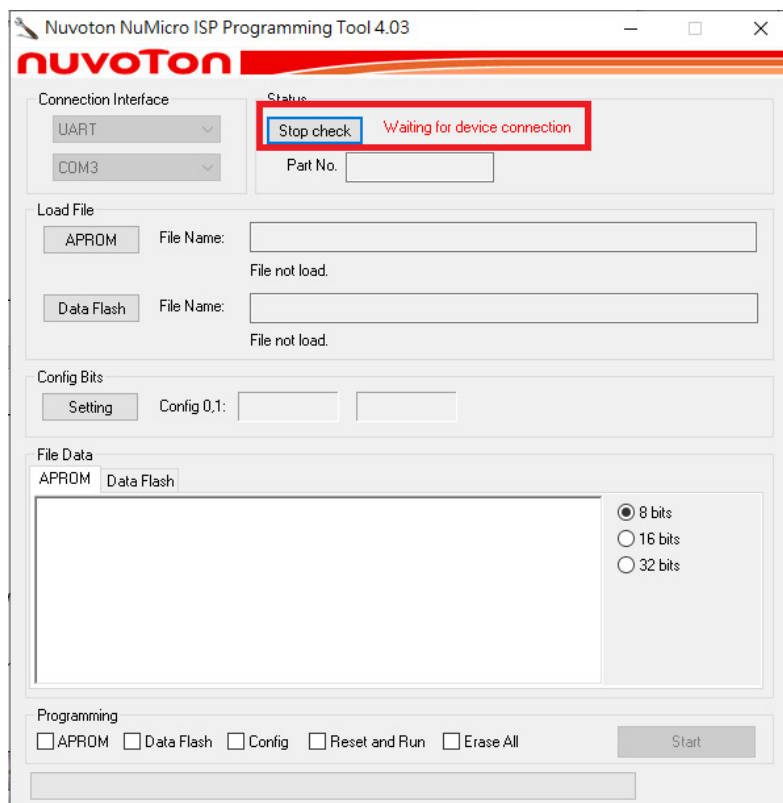 Nuvoton NuMicro ISP Programming Tool 4.03
nuvoTon
Connection Interface
UART
COM3
Status
Stop check Waiting for device connection
Part No.
Load File
APROM File Name:
File not load.
Data Flash File Name:
File not load.
Config Bits
Setting Config 0,1:
File Data
APROM Data Flash
8 bits
16 bits
32 bits
Programming
APROM Data Flash Config Reset and Run Erase All Start